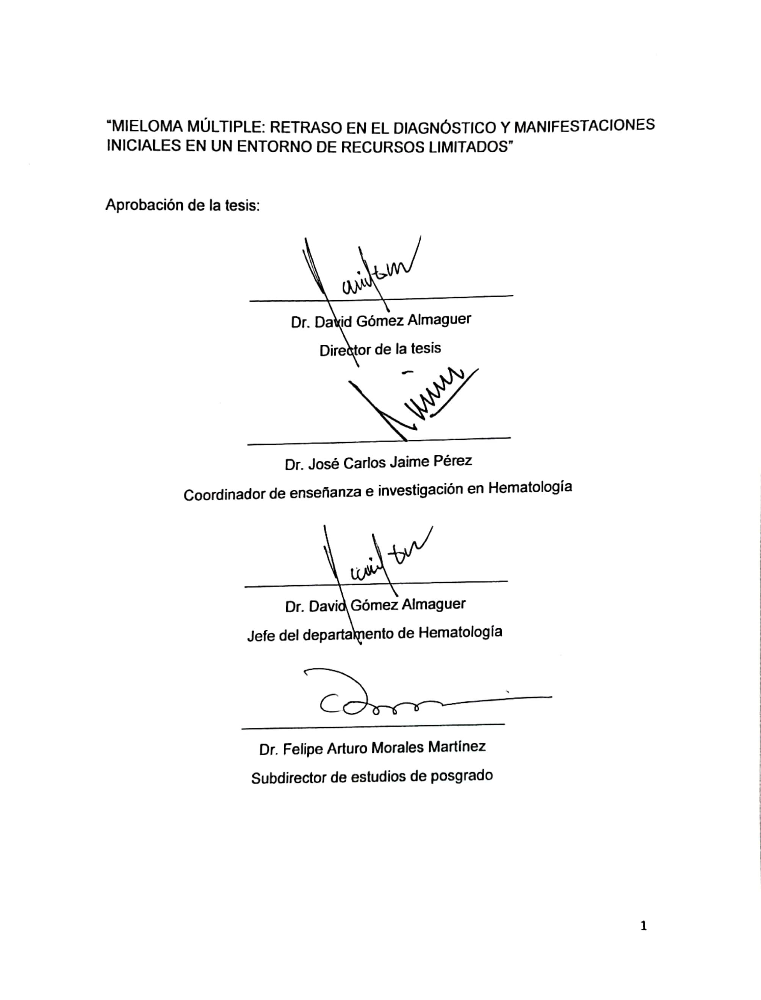 “MIELOMA MÚLTIPLE: RETRASO EN EL DIAGNÓSTICO Y MANIFESTACIONES
INICIALES EN UN ENTORNO DE RECURSOS LIMITADOS”
Aprobación de la tesis:
Dr. David Gómez Almaguer
Director de la tesis
Dr. José Carlos Jaime Pérez
Coordinador de enseñanza e investigación en Hematología
Dr. David Gómez Almaguer
Jefe del departamento de Hematología
Dr. Felipe Arturo Morales Martínez
Subdirector de estudios de posgrado
1